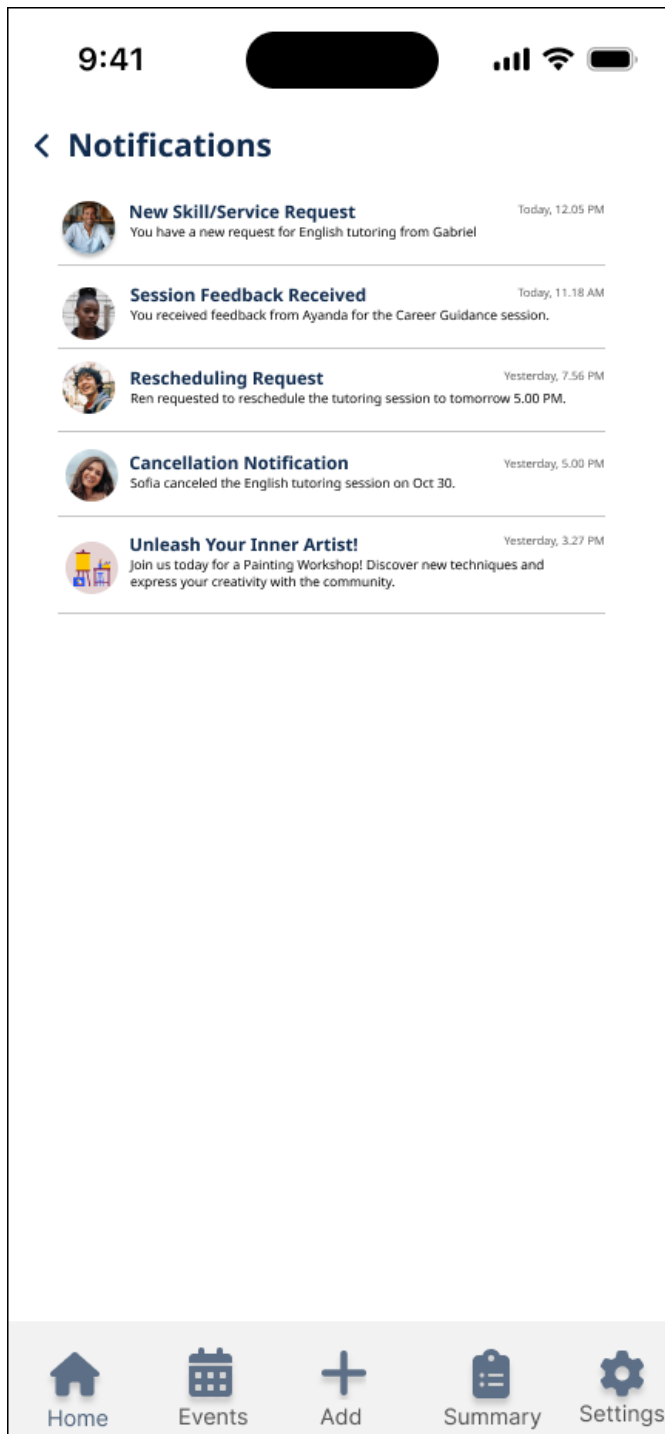 9:41
Notifications
New Skill/Service Request
Today, 12.05 PM
You have a new request for English tutoring from Gabriel
Session Feedback Received
Today, 11.18 AM
You received feedback from Ayanda for the Career Guidance session.
Rescheduling Request
Yesterday, 7.56 PM
Ren requested to reschedule the tutoring session to tomorrow 5.00 PM.
Cancellation Notification
Yesterday, 5.00 PM
Sofia canceled the English tutoring session on Oct 30.
Unleash Your Inner Artist!
Yesterday, 3.27 PM
Join us today for a Painting Workshop! Discover new techniques and
express your creativity with the community.
Home
Events
Add
Summary
Settings